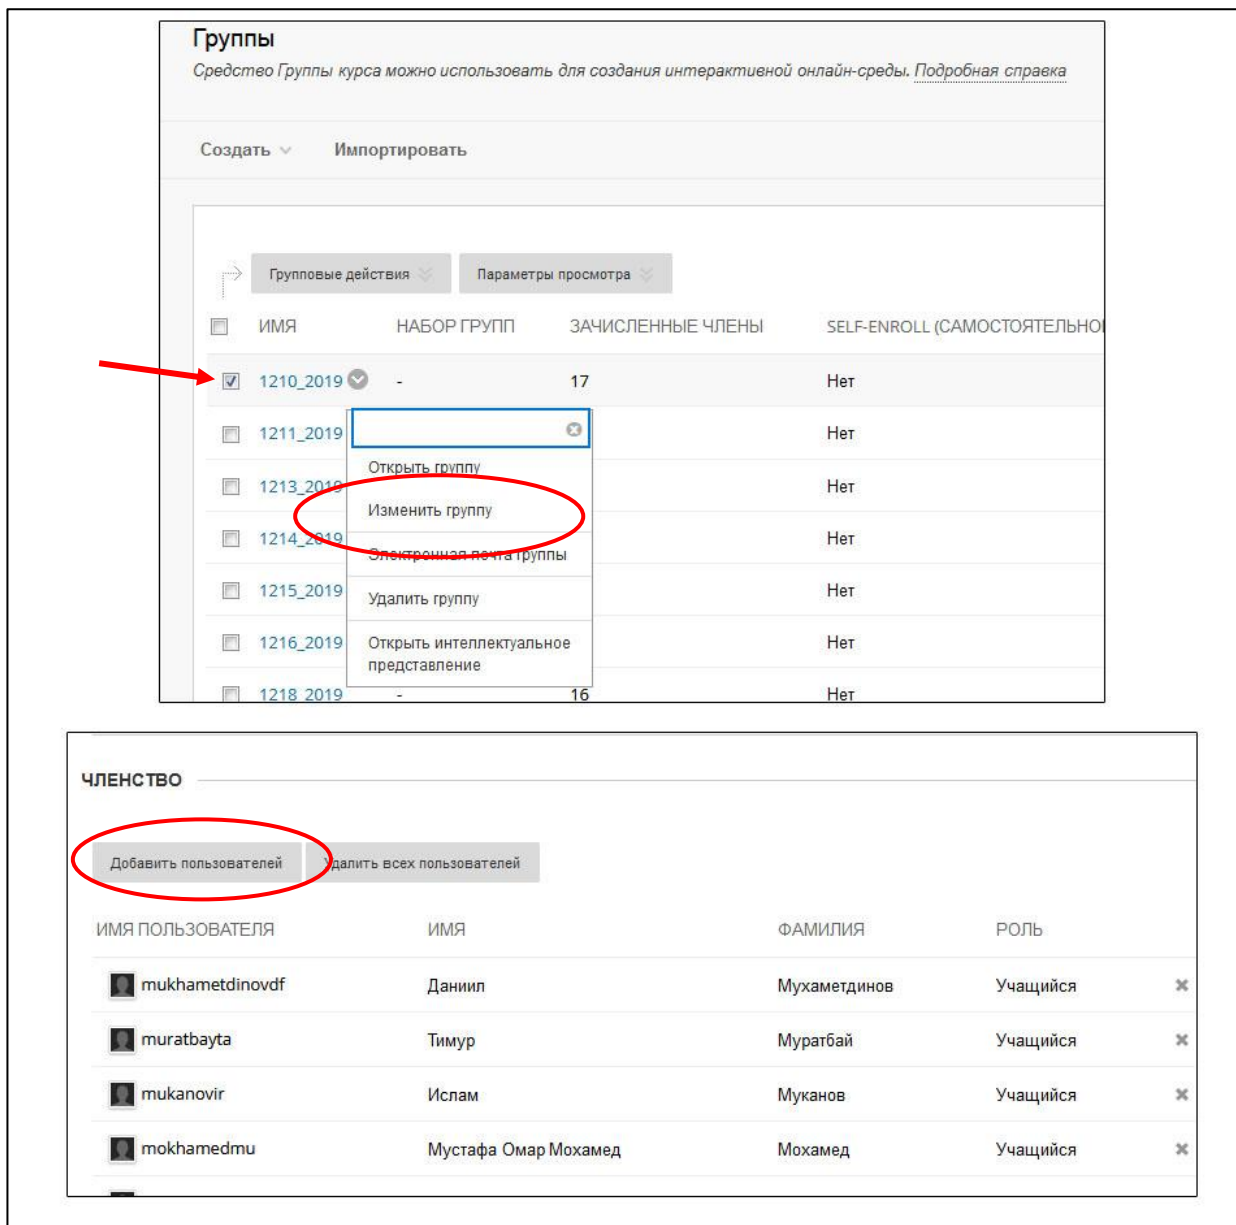 Группы
Средство Группы курса можно использовать для создания интерактивной онлайн-среды. Подробная справка
Создать Импортировать
Групповые действия Параметры просмотра
ИМЯ НАБОР ГРУПП ЗАЧИСЛЕННЫЕ ЧЛЕНЫ SELF-ENROLL (САМОСТОЯТЕЛЬНО
1210_2019 - 17 Нет
1211_2019 Нет
Открыть группу
1213_2019 Нет
Изменить группу
1214_2019 Нет
Электронная почта группы
1215_2019 Нет
Удалить группу
1216_2019 Нет
Открыть интеллектуальное
представление
1218_2019 - 16 Нет
ЧЛЕНСТВО
Добавить пользователей Удалить всех пользователей
ИМЯ ПОЛЬЗОВАТЕЛЯ ИМЯ ФАМИЛИЯ РОЛЬ
mukhametdinovdf Даниил Мухаметдинов Учащийся
muratbayta Тимур Муратбай Учащийся
mukanovir Ислам Муканов Учащийся
mokhamedmu Мустафа Омар Мохамед Мохамед Учащийся